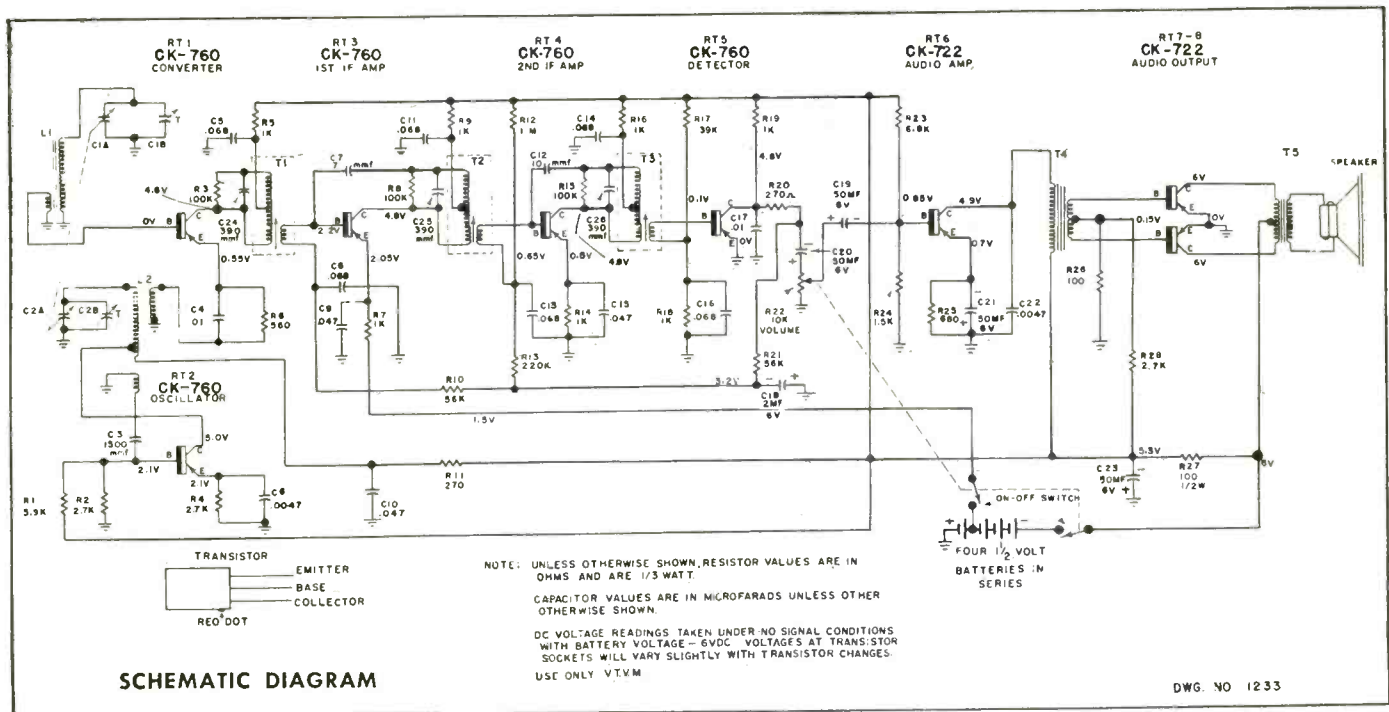 RT1
CK-760
CONVERTER
RT3
CK-760
1ST IF AMP
RT4
CK-760
2ND IF AMP
RT5
CK-760
DETECTOR
RT6
CK-722
AUDIO AMP.
RT7-8
CK-722
AUDIO OUTPUT
L1
C1A
C1B
T
C5
.068
R5
1K
T1
R3
100K
C24
390
mmf
4.8V
0V
B
C
E
0.55V
C4
.01
R6
560
C7
7 mmf
C11
.068
R9
1K
T2
R8
100K
C25
390
mmf
4.8V
2.2V
B
C
E
2.05V
C8
.068
C9
.047
R7
1K
R12
1M
C14
.068
R16
1K
T3
C12
10 mmf
R15
100K
C26
390
mmf
4.8V
0.65V
B
C
E
0.6V
C13
.068
R14
1K
C15
.047
R13
220K
R17
39K
R19
1K
4.8V
0.1V
B
C
E
C17
.01
0V
R18
1K
C16
.068
R20
270Ω
C19
50MF
6V
C20
50MF
6V
R22
10K
VOLUME
R21
56K
3.2V
C18
2MF
6V
R23
6.8K
0.85V
B
C
E
4.9V
0.7V
R24
1.5K
R25
680
C21
50MF
6V
C22
.0047
T4
R26
100
R28
2.7K
0.15V
B
C
E
6V
0V
B
E
C
6V
T5
SPEAKER
C2A
C2B
T
L2
RT2
CK-760
OSCILLATOR
C3
1500
mmf
5.0V
B
C
E
2.1V
2.1V
R1
5.9K
R2
2.7K
R4
2.7K
C6
.0047
R10
56K
1.5V
R11
270
C10
.047
5.3V
C23
50MF
6V
R27
100
1/2W
6V
ON-OFF SWITCH
FOUR 1 1/2 VOLT
BATTERIES IN
SERIES
TRANSISTOR
EMITTER
BASE
COLLECTOR
RED DOT
NOTE: UNLESS OTHERWISE SHOWN, RESISTOR VALUES ARE IN
OHMS AND ARE 1/3 WATT.
CAPACITOR VALUES ARE IN MICROFARADS UNLESS OTHER
OTHERWISE SHOWN.
DC VOLTAGE READINGS TAKEN UNDER NO SIGNAL CONDITIONS
WITH BATTERY VOLTAGE - 6VDC VOLTAGES AT TRANSISTOR
SOCKETS WILL VARY SLIGHTLY WITH TRANSISTOR CHANGES.
USE ONLY V.T.V.M
SCHEMATIC DIAGRAM
DWG. NO 1233